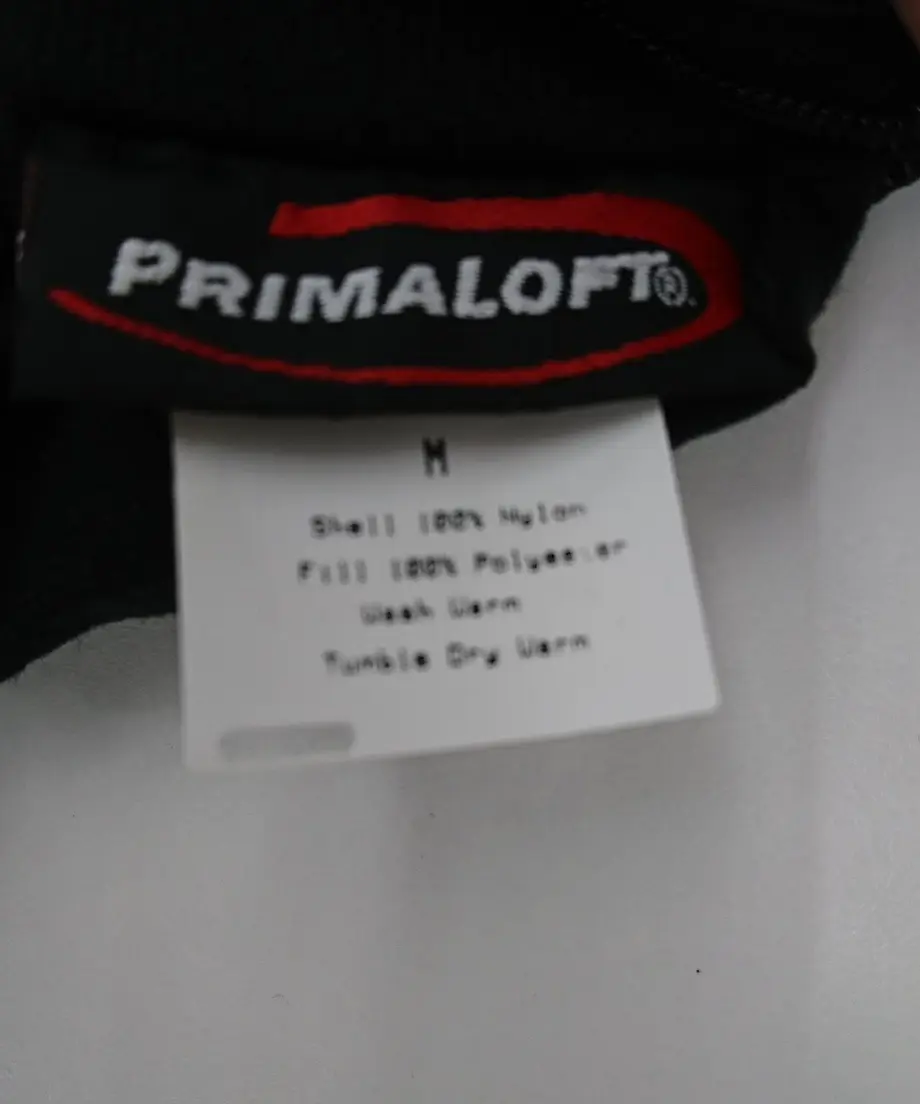 PRIMALOFT®
M
Shell 100% Nylon
Fill 100% Polyester
Wash Warm
Tumble Dry Warm